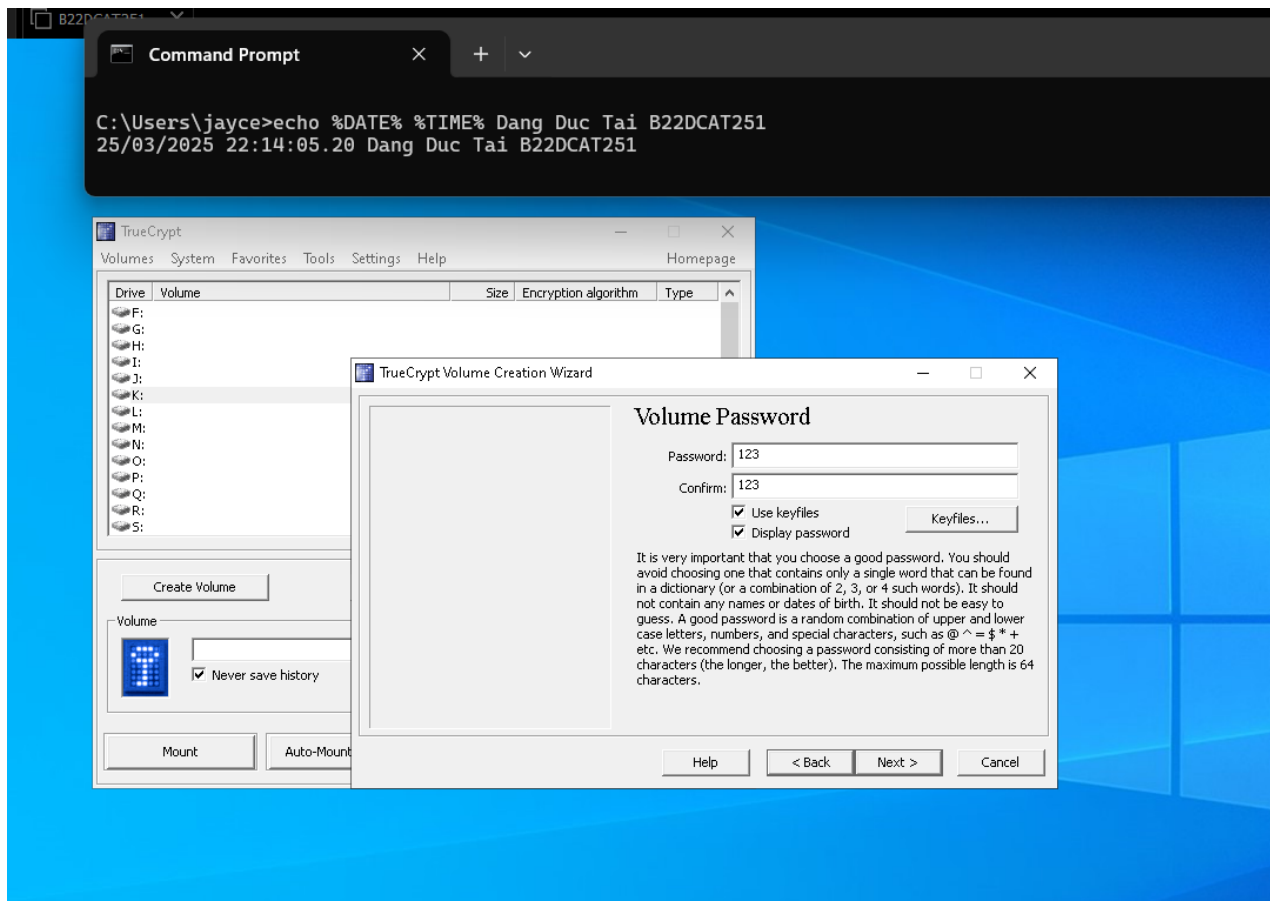 B22DCAT251
Command Prompt
C:\Users\jayce>echo %DATE% %TIME% Dang Duc Tai B22DCAT251
25/03/2025 22:14:05.20 Dang Duc Tai B22DCAT251
TrueCrypt
Volumes System Favorites Tools Settings Help Homepage
Drive Volume Size Encryption algorithm Type
F:
G:
H:
I:
J:
K:
L:
M:
N:
O:
P:
Q:
R:
S:
Create Volume
Volume
Never save history
Mount
Auto-Mount
TrueCrypt Volume Creation Wizard
Volume Password
Password: 123
Confirm: 123
Use keyfiles
Keyfiles...
Display password
It is very important that you choose a good password. You should
avoid choosing one that contains only a single word that can be found
in a dictionary (or a combination of 2, 3, or 4 such words). It should
not contain any names or dates of birth. It should not be easy to
guess. A good password is a random combination of upper and lower
case letters, numbers, and special characters, such as @ ^ = $ * +
etc. We recommend choosing a password consisting of more than 20
characters (the longer, the better). The maximum possible length is 64
characters.
Help
< Back
Next >
Cancel